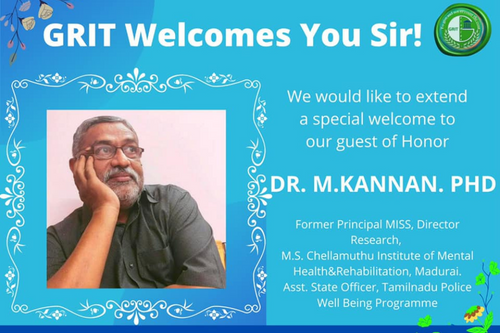 GRIT Welcomes You Sir!
We would like to extend
a special welcome to
our guest of Honor
DR. M.KANNAN. PHD
Former Principal MISS, Director
Research,
M.S. Chellamuthu Institute of Mental
Health&Rehabilitation, Madurai.
Asst. State Officer, Tamilnadu Police
Well Being Programme